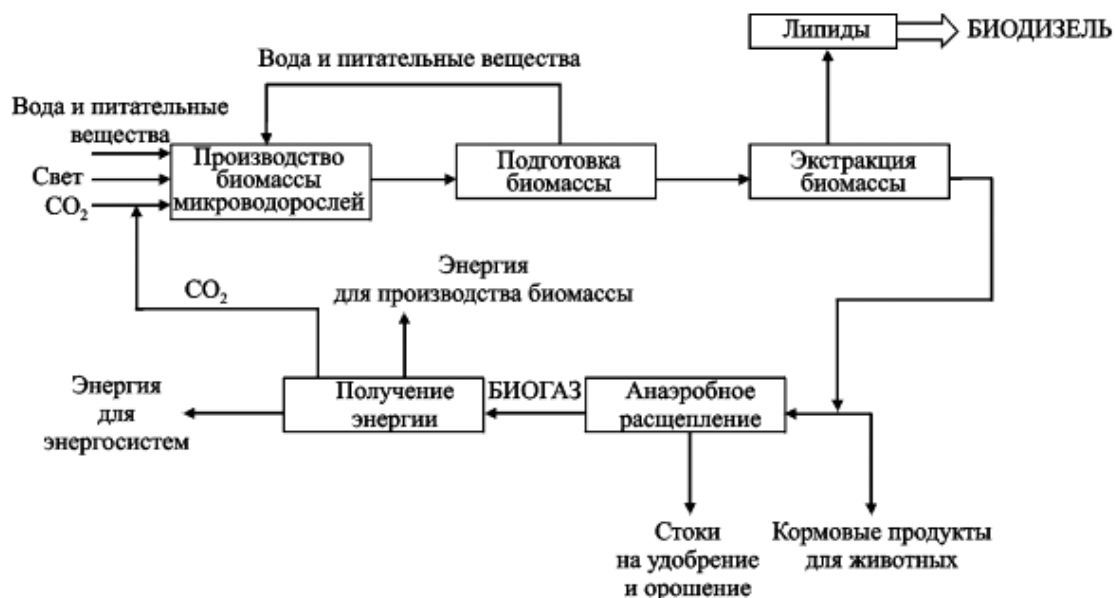 Липиды
БИОДИЗЕЛЬ
Вода и питательные вещества
Вода и питательные
вещества
Свет
CO2
Производство
биомассы
микроводорослей
Подготовка
биомассы
Экстракция
биомассы
CO2
Энергия
для производства биомассы
Энергия
для
энергосистем
Получение
энергии
БИОГАЗ
Анаэробное
расщепление
Стоки
на удобрение
и орошение
Кормовые продукты
для животных